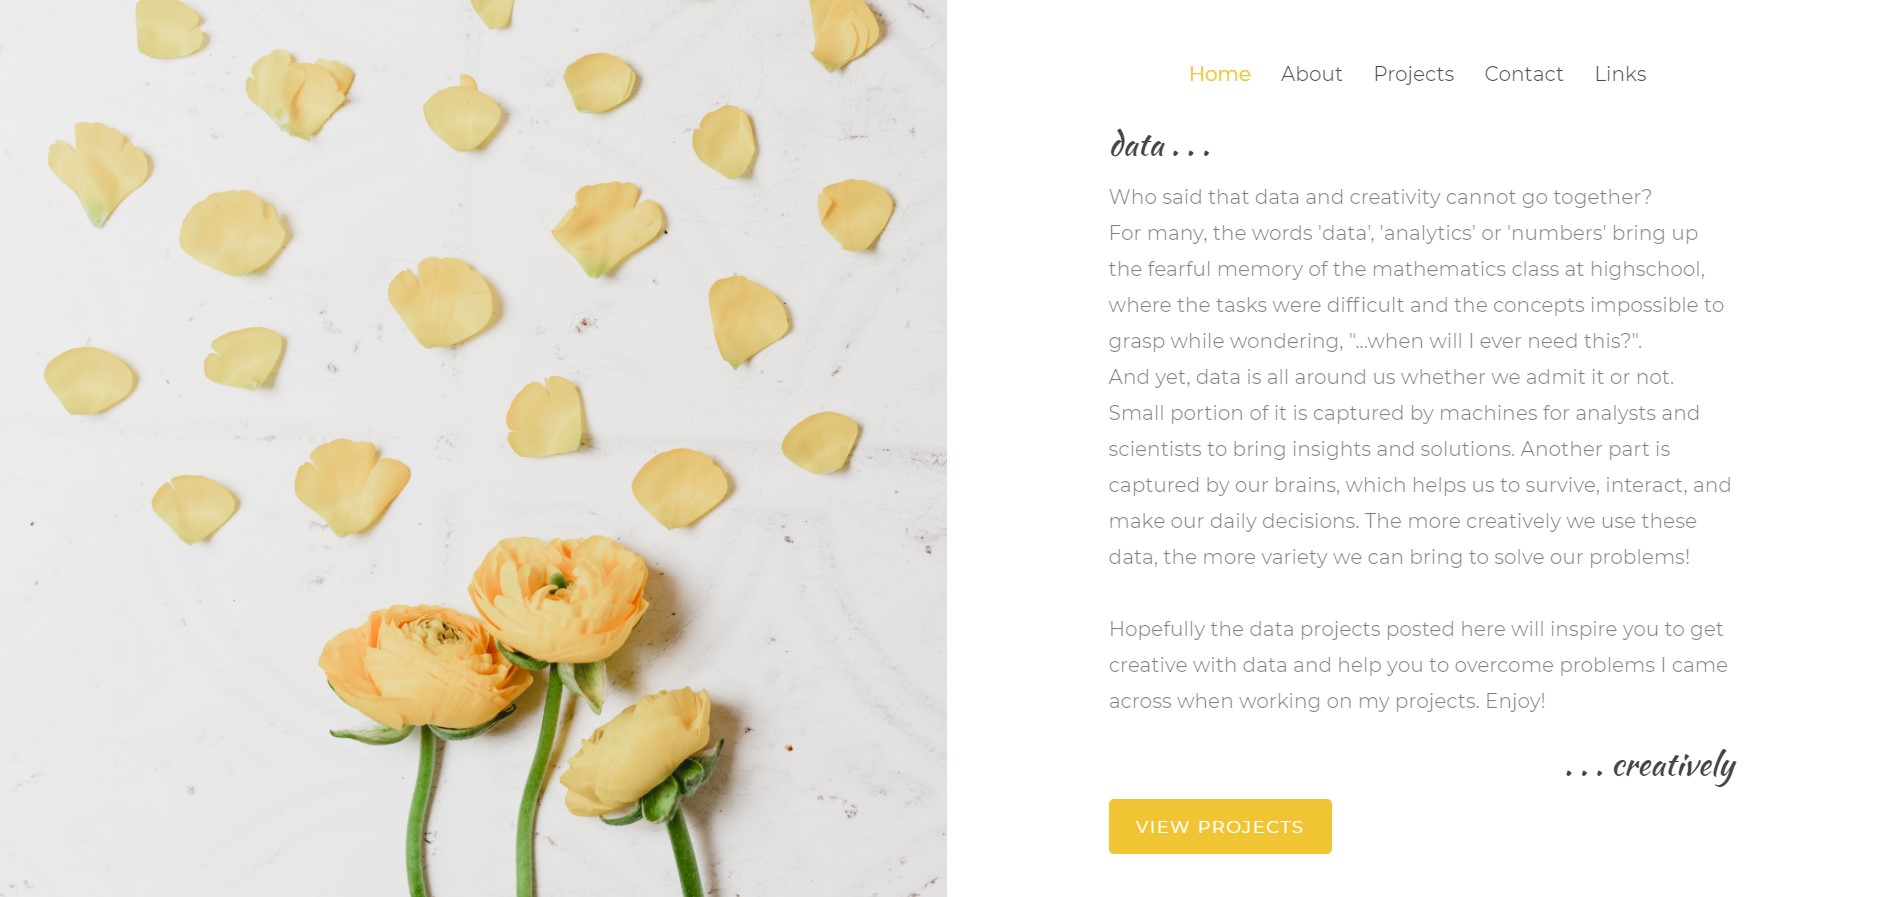 Home About Projects Contact Links
data . . .
Who said that data and creativity cannot go together?
For many, the words 'data', 'analytics' or 'numbers' bring up
the fearful memory of the mathematics class at highschool,
where the tasks were difficult and the concepts impossible to
grasp while wondering, "...when will I ever need this?".
And yet, data is all around us whether we admit it or not.
Small portion of it is captured by machines for analysts and
scientists to bring insights and solutions. Another part is
captured by our brains, which helps us to survive, interact, and
make our daily decisions. The more creatively we use these
data, the more variety we can bring to solve our problems!
Hopefully the data projects posted here will inspire you to get
creative with data and help you to overcome problems I came
across when working on my projects. Enjoy!
. . . creatively
VIEW PROJECTS